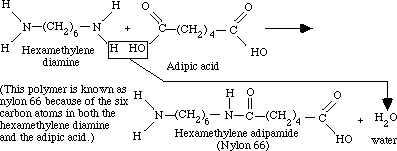 H H O O
N-(CH₂)₆-N + C-(CH₂)₄-C
H H HO HO
Hexamethylene
diamine
Adipic acid
(This polymer is known as
nylon 66 because of the six
carbon atoms in both the
hexamethylene diamine
and the adipic acid.)
H H O O
N-(CH₂)₆-N-C-(CH₂)₄-C + H₂O
H HO
Hexamethylene adipamide
(Nylon 66)
water